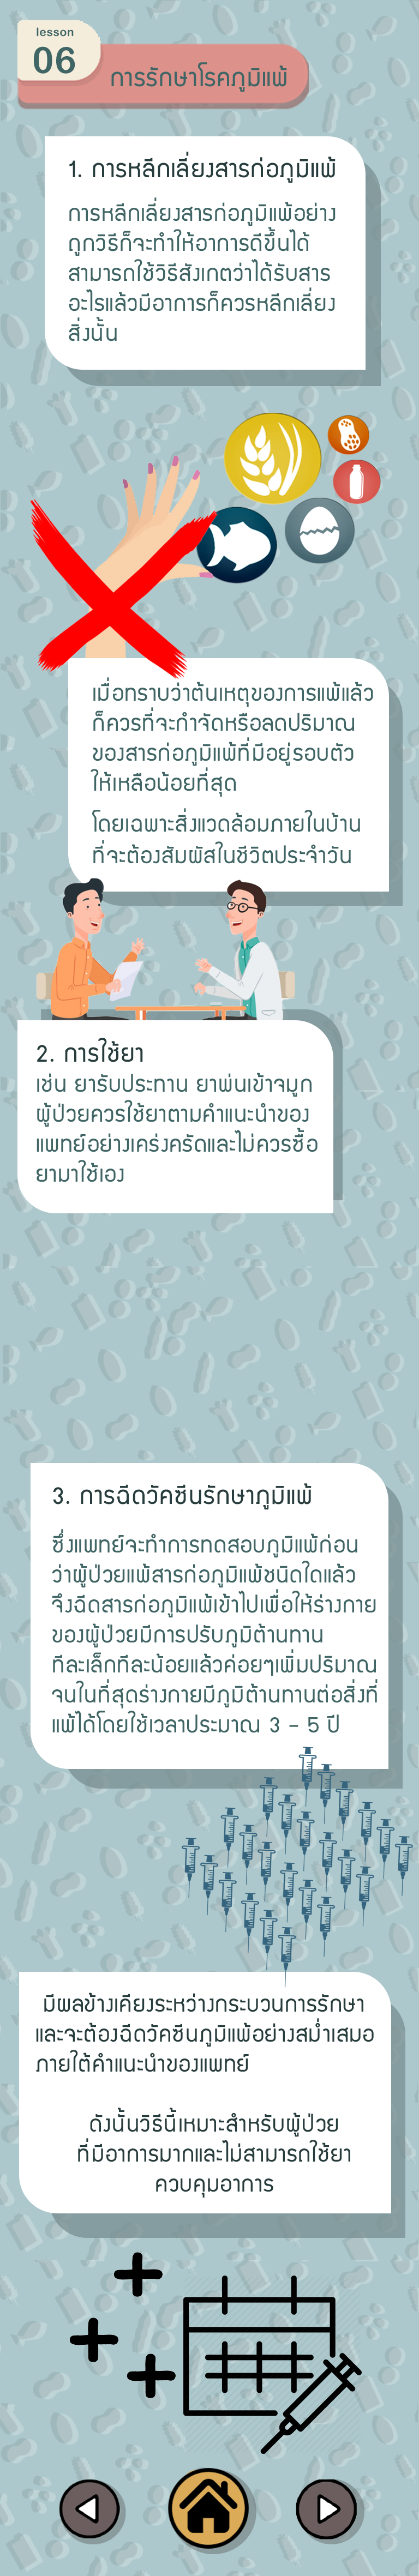 lesson
06
การรักษาโรคภูมิแพ้
1. การหลีกเลี่ยงสารก่อภูมิแพ้
การหลีกเลี่ยงสารก่อภูมิแพ้อย่าง
ถูกวิธีก็จะทำให้อาการดีขึ้นได้
สามารถใช้วิธีสังเกตว่าได้รับสาร
อะไรแล้วมีอาการก็ควรหลีกเลี่ยง
สิ่งนั้น
เมื่อทราบว่าต้นเหตุของการแพ้แล้ว
ก็ควรที่จะกำจัดหรือลดปริมาณ
ของสารก่อภูมิแพ้ที่มีอยู่รอบตัว
ให้เหลือน้อยที่สุด
โดยเฉพาะสิ่งแวดล้อมภายในบ้าน
ที่จะต้องสัมผัสในชีวิตประจำวัน
2. การใช้ยา
เช่น ยารับประทาน ยาพ่นเข้าจมูก
ผู้ป่วยควรใช้ยาตามคำแนะนำของ
แพทย์อย่างเคร่งครัดและไม่ควรซื้อ
ยามาใช้เอง
3. การฉีดวัคซีนรักษาภูมิแพ้
ซึ่งแพทย์จะทำการทดสอบภูมิแพ้ก่อน
ว่าผู้ป่วยแพ้สารก่อภูมิแพ้ชนิดใดแล้ว
จึงฉีดสารก่อภูมิแพ้เข้าไปเพื่อให้ร่างกาย
ของผู้ป่วยมีการปรับภูมิต้านทาน
ทีละเล็กทีละน้อยแล้วค่อยๆเพิ่มปริมาณ
จนในที่สุดร่างกายมีภูมิต้านทานต่อสิ่งที่
แพ้ได้โดยใช้เวลาประมาณ 3 - 5 ปี
มีผลข้างเคียงระหว่างกระบวนการรักษา
และจะต้องฉีดวัคซีนภูมิแพ้อย่างสม่ำเสมอ
ภายใต้คำแนะนำของแพทย์
ดังนั้นวิธีนี้เหมาะสำหรับผู้ป่วย
ที่มีอาการมากและไม่สามารถใช้ยา
ควบคุมอาการ